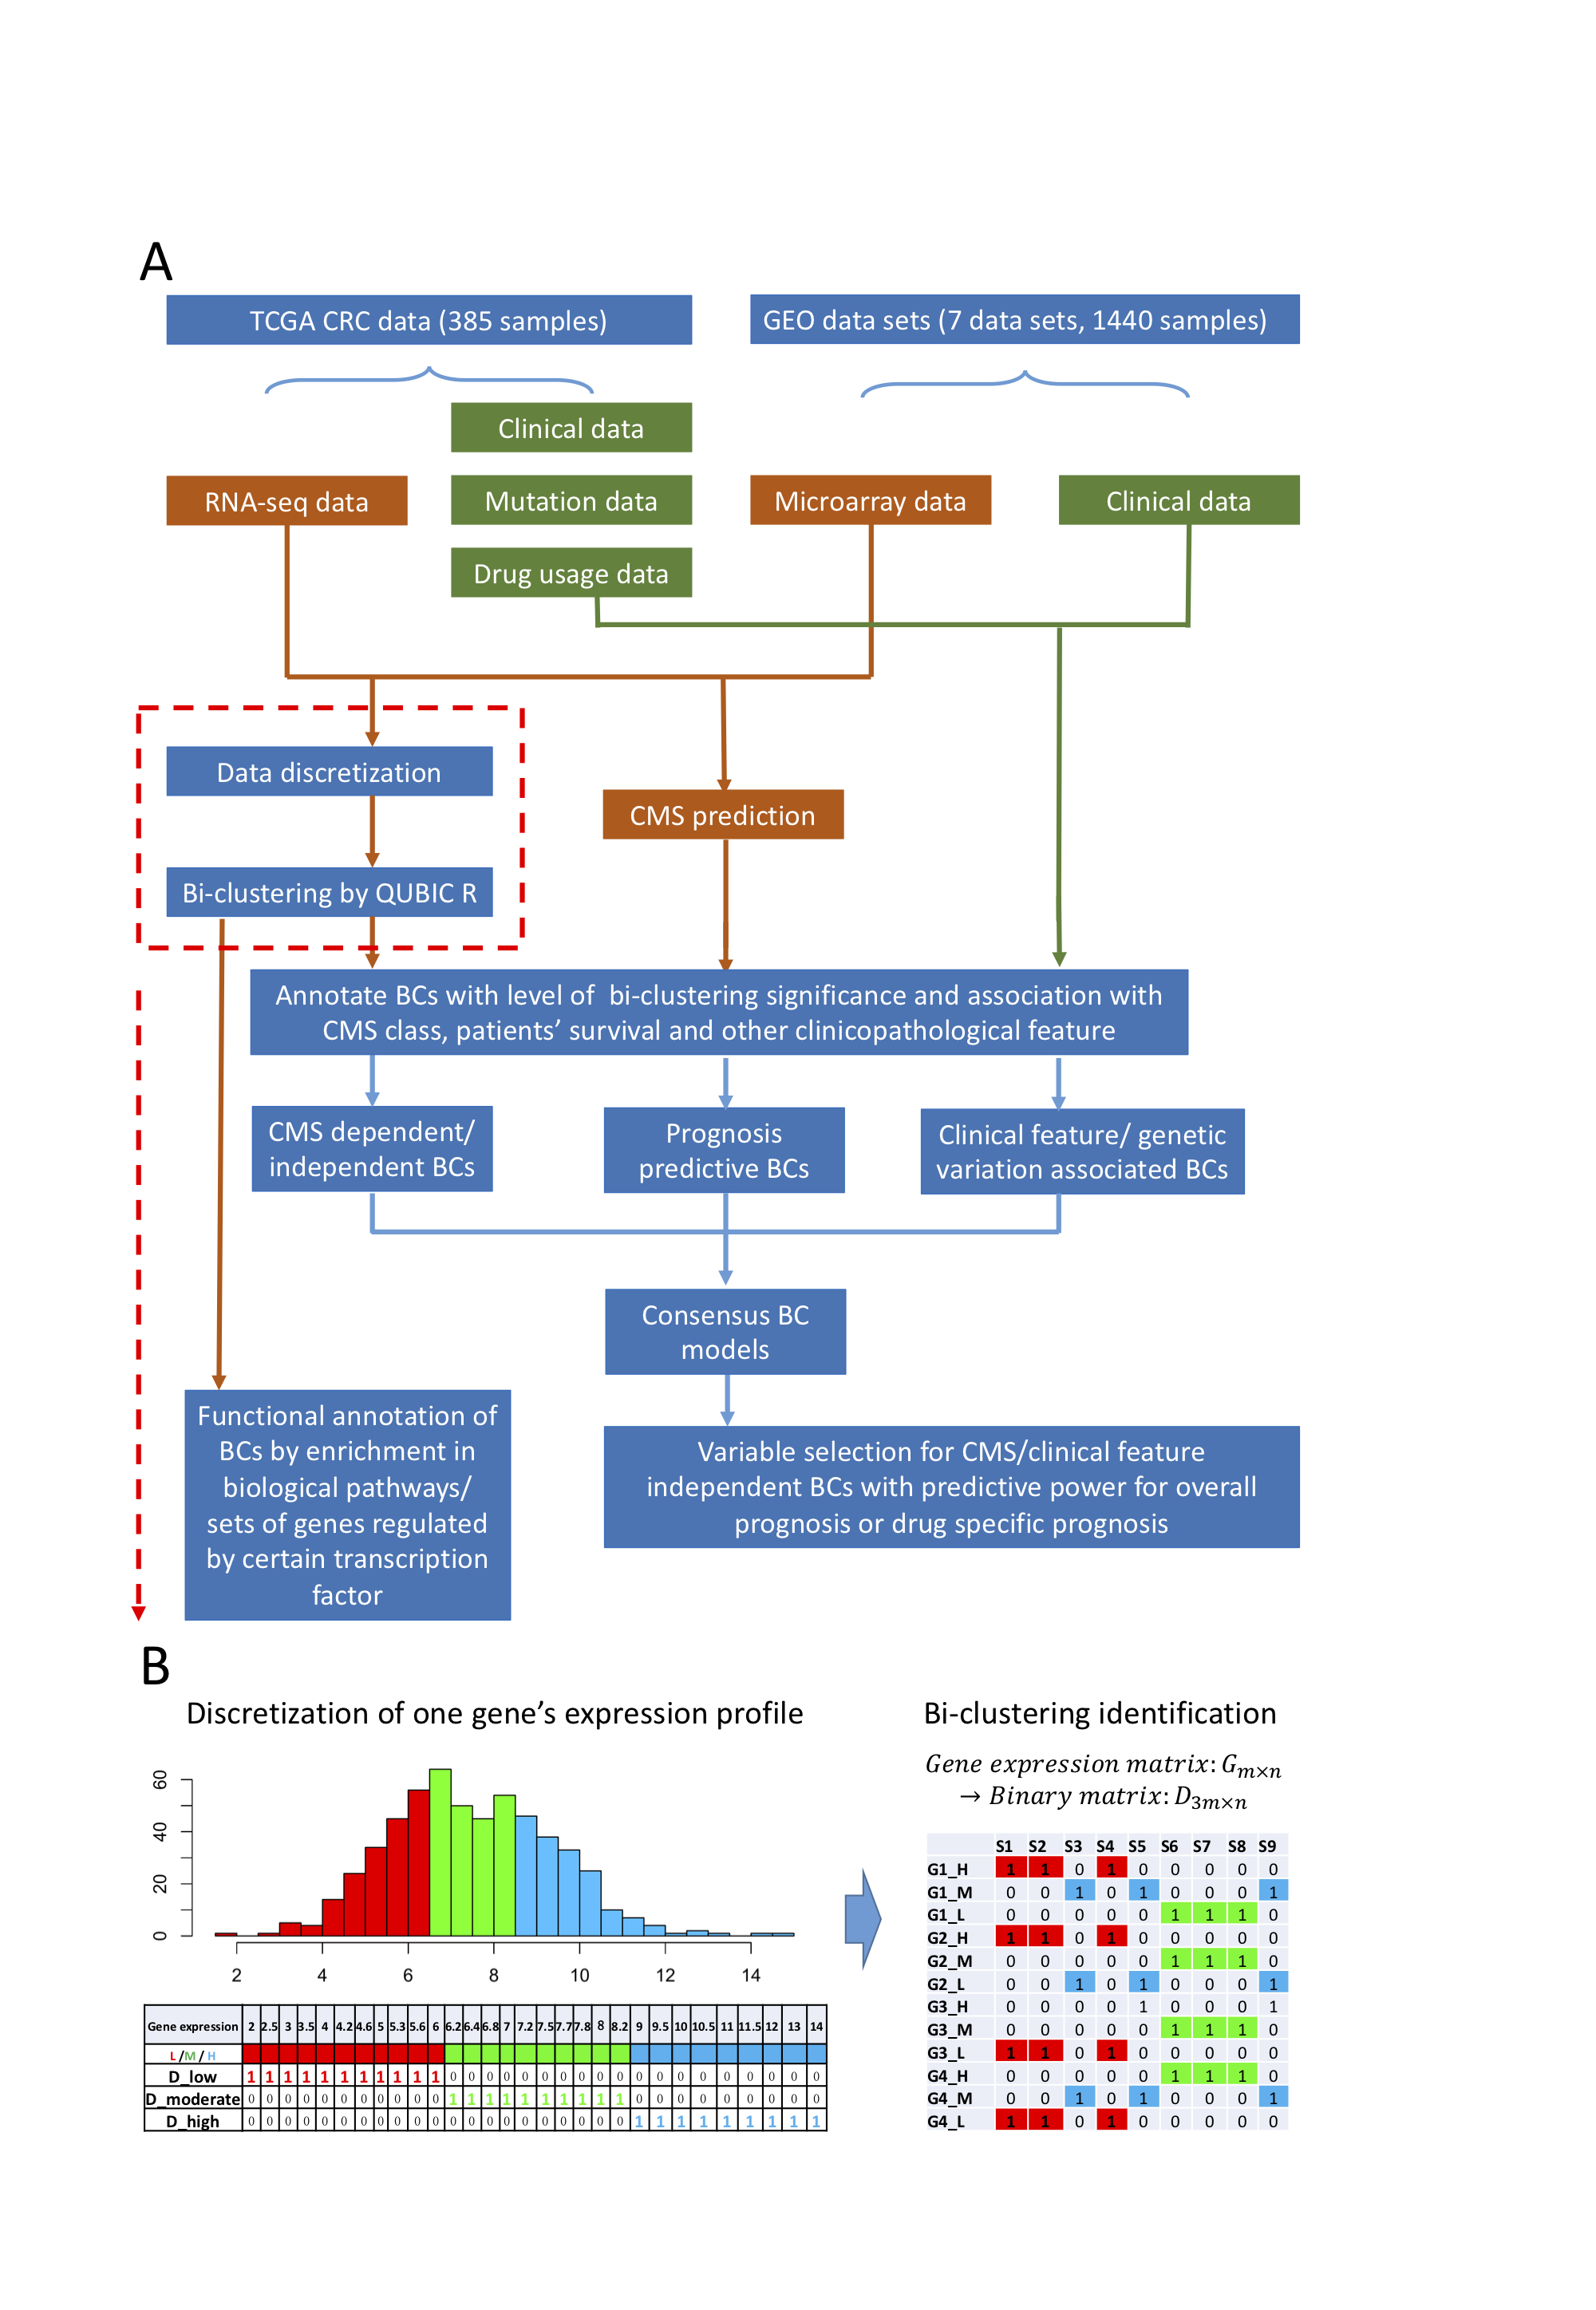 A
TCGA CRC data (385 samples)
GEO data sets (7 data sets, 1440 samples)
Clinical data
RNA-seq data
Mutation data
Microarray data
Clinical data
Drug usage data
Data discretization
CMS prediction
Bi-clustering by QUBIC R
Annotate BCs with level of bi-clustering significance and association with
CMS class, patients’ survival and other clinicopathological feature
CMS dependent/
independent BCs
Prognosis
predictive BCs
Clinical feature/ genetic
variation associated BCs
Consensus BC
models
Functional annotation of
BCs by enrichment in
biological pathways/
sets of genes regulated
by certain transcription
factor
Variable selection for CMS/clinical feature
independent BCs with predictive power for overall
prognosis or drug specific prognosis
B
Discretization of one gene’s expression profile
60
40
20
0
2 4 6 8 10 12 14
Gene expression 2 2.5 3 3.5 4 4.2 4.6 5 5.3 5.6 6 6.2 6.4 6.8 7 7.2 7.5 7.7 7.8 8 8.2 9 9.5 10 10.5 11 11.5 12 13 14
L /M / H
D_low 1 1 1 1 1 1 1 1 1 1 1 0 0 0 0 0 0 0 0 0 0 0 0 0 0 0 0 0 0 0
D_moderate 0 0 0 0 0 0 0 0 0 0 0 1 1 1 1 1 1 1 1 1 1 0 0 0 0 0 0 0 0 0
D_high 0 0 0 0 0 0 0 0 0 0 0 0 0 0 0 0 0 0 0 0 0 1 1 1 1 1 1 1 1 1
Bi-clustering identification
Gene expression matrix: G_{m×n}
→ Binary matrix: D_{3m×n}
S1 S2 S3 S4 S5 S6 S7 S8 S9
G1_H 1 1 0 1 0 0 0 0 0
G1_M 0 0 1 0 1 0 0 0 1
G1_L 0 0 0 0 0 1 1 1 0
G2_H 1 1 0 1 0 0 0 0 0
G2_M 0 0 0 0 0 1 1 1 0
G2_L 0 0 1 0 1 0 0 0 1
G3_H 0 0 0 0 1 0 0 0 1
G3_M 0 0 0 0 0 1 1 1 0
G3_L 1 1 0 1 0 0 0 0 0
G4_H 0 0 0 0 0 1 1 1 0
G4_M 0 0 1 0 1 0 0 0 1
G4_L 1 1 0 1 0 0 0 0 0